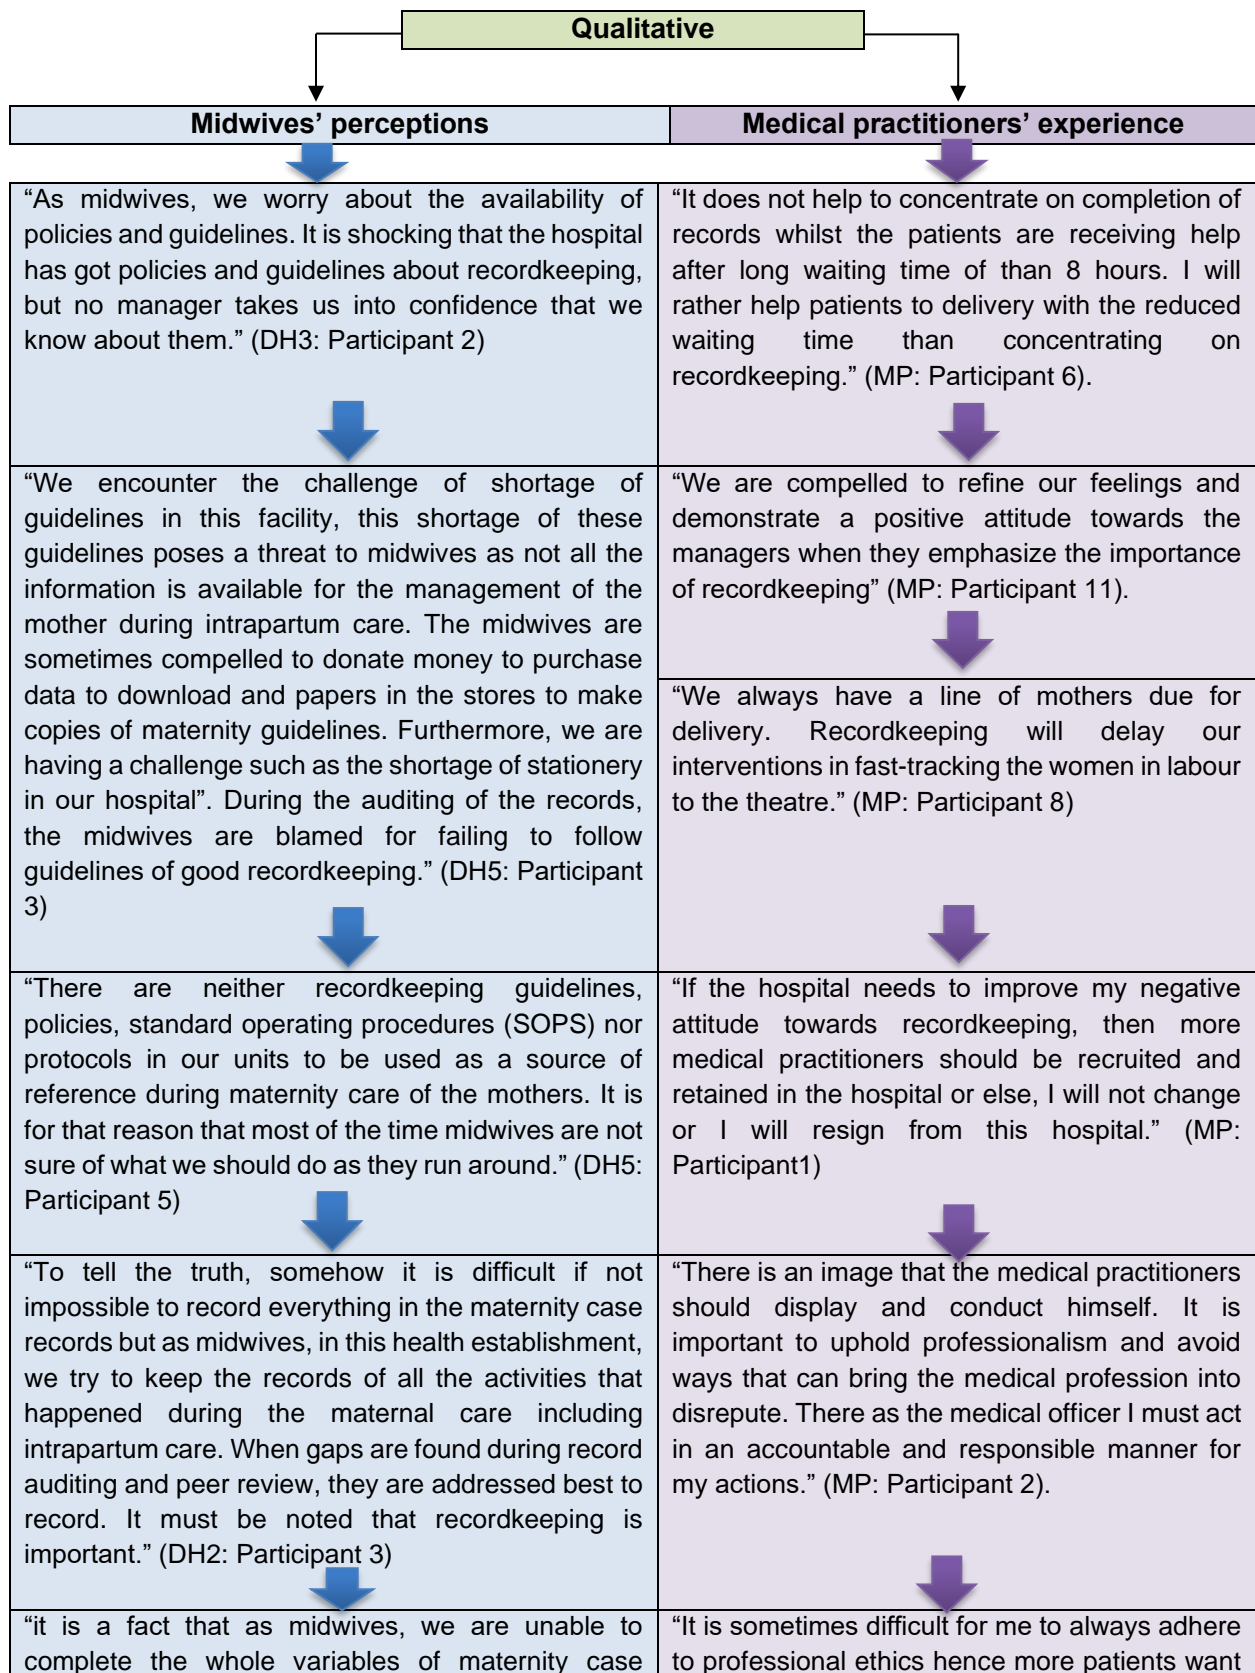 Qualitative
Midwives’ perceptions
Medical practitioners’ experience
“As midwives, we worry about the availability of
policies and guidelines. It is shocking that the hospital
has got policies and guidelines about recordkeeping,
but no manager takes us into confidence that we
know about them.” (DH3: Participant 2)
“It does not help to concentrate on completion of
records whilst the patients are receiving help
after long waiting time of than 8 hours. I will
rather help patients to delivery with the reduced
waiting time than concentrating on
recordkeeping.” (MP: Participant 6).
“We encounter the challenge of shortage of
guidelines in this facility, this shortage of these
guidelines poses a threat to midwives as not all the
information is available for the management of the
mother during intrapartum care. The midwives are
sometimes compelled to donate money to purchase
data to download and papers in the stores to make
copies of maternity guidelines. Furthermore, we are
having a challenge such as the shortage of stationery
in our hospital”. During the auditing of the records,
the midwives are blamed for failing to follow
guidelines of good recordkeeping.” (DH5: Participant
3)
“We are compelled to refine our feelings and
demonstrate a positive attitude towards the
managers when they emphasize the importance
of recordkeeping” (MP: Participant 11).
“We always have a line of mothers due for
delivery. Recordkeeping will delay our
interventions in fast-tracking the women in labour
to the theatre.” (MP: Participant 8)
“There are neither recordkeeping guidelines,
policies, standard operating procedures (SOPS) nor
protocols in our units to be used as a source of
reference during maternity care of the mothers. It is
for that reason that most of the time midwives are not
sure of what we should do as they run around.” (DH5:
Participant 5)
“If the hospital needs to improve my negative
attitude towards recordkeeping, then more
medical practitioners should be recruited and
retained in the hospital or else, I will not change
or I will resign from this hospital.” (MP:
Participant1)
“To tell the truth, somehow it is difficult if not
impossible to record everything in the maternity case
records but as midwives, in this health establishment,
we try to keep the records of all the activities that
happened during the maternal care including
intrapartum care. When gaps are found during record
auditing and peer review, they are addressed best to
record. It must be noted that recordkeeping is
important.” (DH2: Participant 3)
“There is an image that the medical practitioners
should display and conduct himself. It is
important to uphold professionalism and avoid
ways that can bring the medical profession into
disrepute. There as the medical officer I must act
in an accountable and responsible manner for
my actions.” (MP: Participant 2).
“it is a fact that as midwives, we are unable to
complete the whole variables of maternity case
“It is sometimes difficult for me to always adhere
to professional ethics hence more patients want